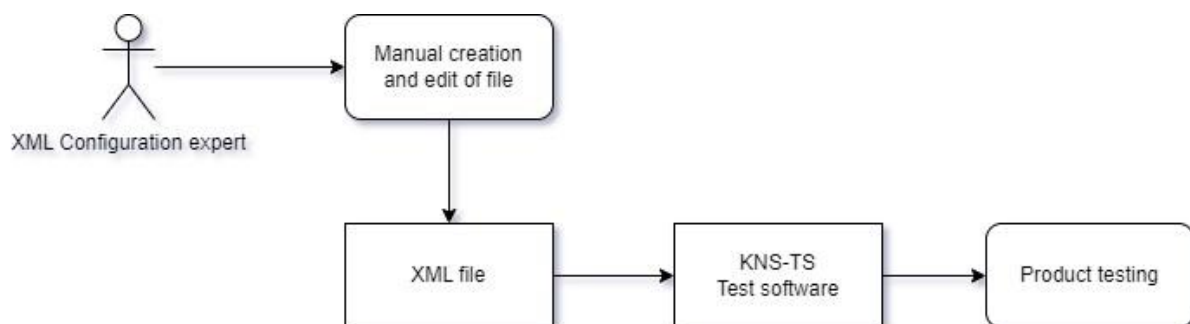 Manual creation
and edit of file
XML Configuration expert
XML file
KNS-TS
Test software
Product testing